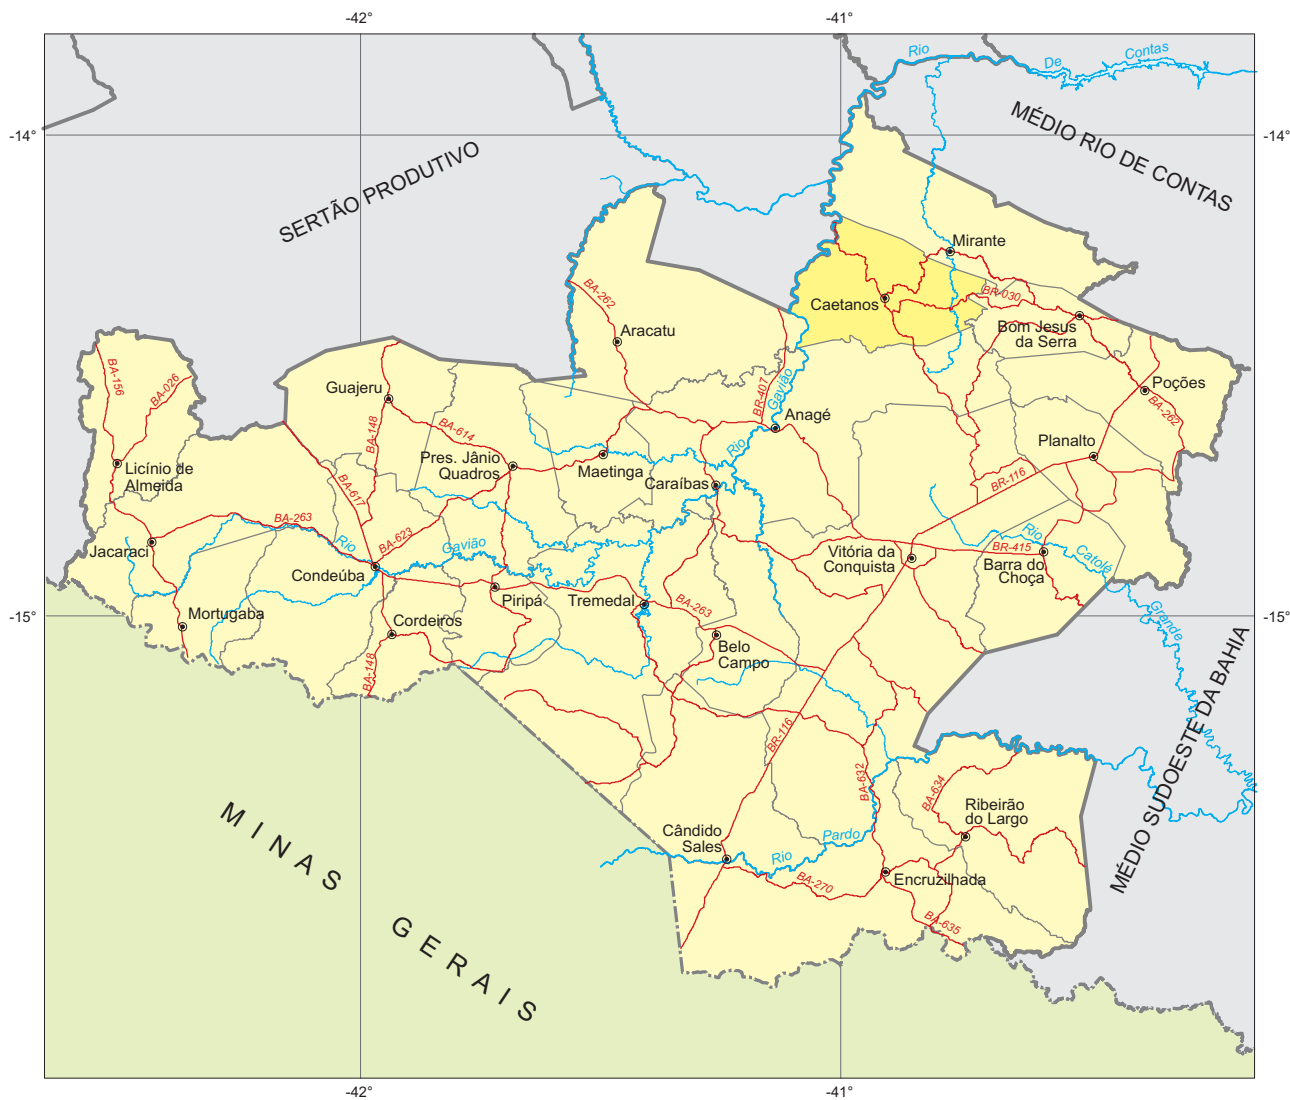 -42°
-41°
Rio
De
Contas
-14°
-14°
MÉDIO RIO DE CONTAS
SERTÃO PRODUTIVO
Mirante
BA-262
Caetanos
BR-030
Aracatu
Bom Jesus
da Serra
BA-156
BA-026
Guajeru
BR-407
Gavião
Poções
BA-262
Anagé
BA-148
BA-614
Planalto
Rio
Licínio de
Almeida
Pres. Jânio
Quadros
Maetinga
Caraíbas
BR-116
BA-617
BA-263
Rio
BA-623
Gavião
Rio
Catolé
Jacaraci
Vitória da
Conquista
BR-415
Barra do
Choça
Condeúba
Piripá
Tremedal
BA-263
Grande
-15°
-15°
Mortugaba
Cordeiros
Belo
Campo
BA-148
MÉDIO SUDOESTE DA BAHIA
BR-116
BA-632
BA-634
Ribeirão
do Largo
Cândido
Sales
Pardo
Rio
BA-270
Encruzilhada
BA-635
MINAS GERAIS
-42°
-41°